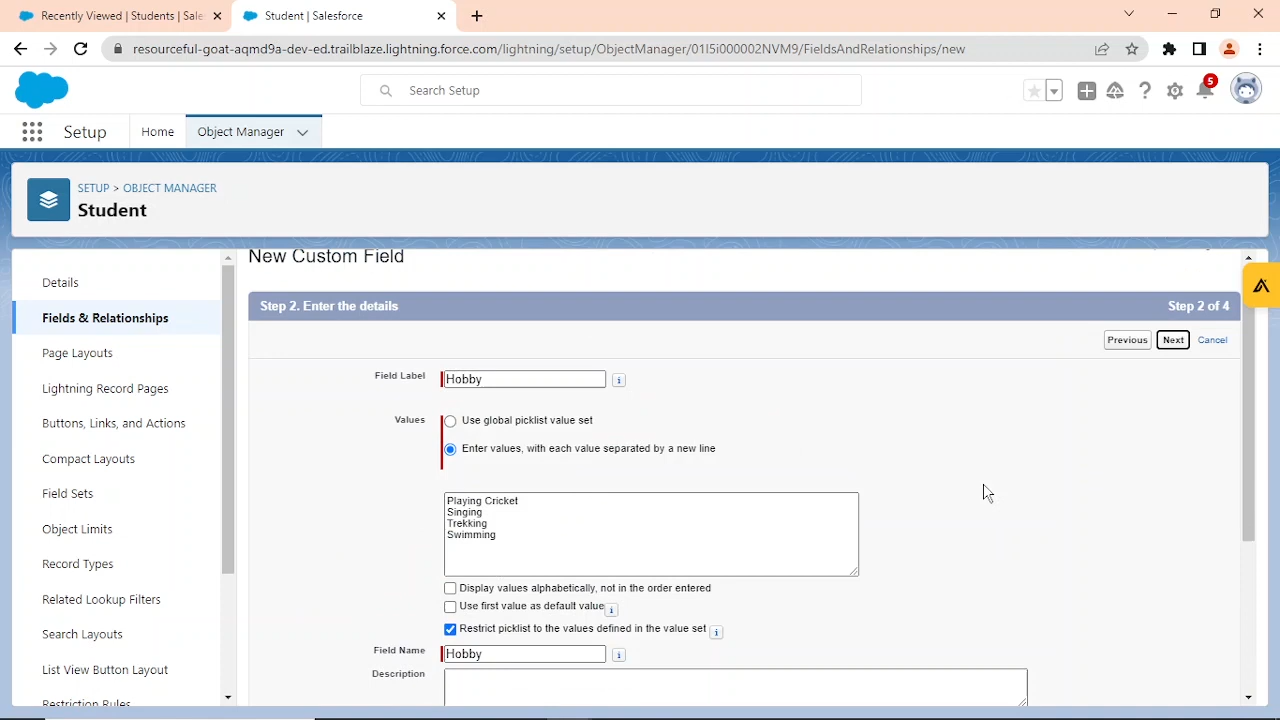 Recently Viewed | Students | Sale
Student | Salesforce
resourceful-goat-aqmd9a-dev-ed.trailblaze.lightning.force.com/lightning/setup/ObjectManager/01I5i000002NVM9/FieldsAndRelationships/new
Search Setup
5
Setup
Home
Object Manager
SETUP > OBJECT MANAGER
Student
Details
Fields & Relationships
Page Layouts
Lightning Record Pages
Buttons, Links, and Actions
Compact Layouts
Field Sets
Object Limits
Record Types
Related Lookup Filters
Search Layouts
List View Button Layout
Restriction Rules
New Custom Field
Step 2. Enter the details
Step 2 of 4
Previous
Next
Cancel
Field Label
Hobby
Values
Use global picklist value set
Enter values, with each value separated by a new line
Playing Cricket
Singing
Trekking
Swimming
Display values alphabetically, not in the order entered
Use first value as default value
Restrict picklist to the values defined in the value set
Field Name
Hobby
Description